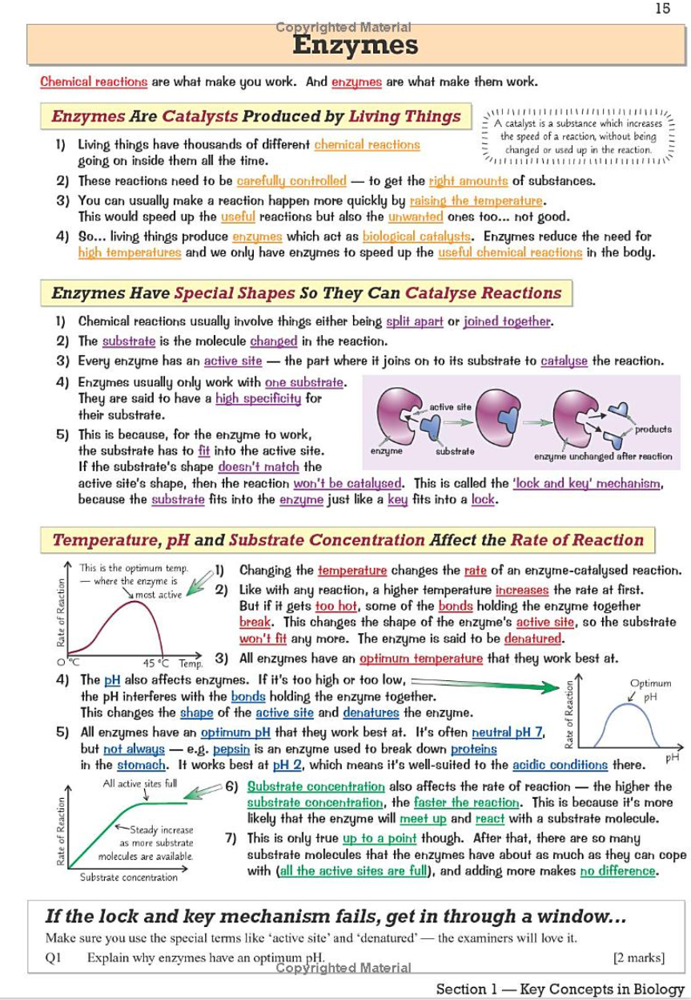 15
Copyrighted Material
Enzymes
Chemical reactions are what make you work. And enzymes are what make them work.
Enzymes Are Catalysts Produced by Living Things
A catalyst is a substance which increases
the speed of a reaction, without being
changed or used up in the reaction.
1) Living things have thousands of different chemical reactions
going on inside them all the time.
2) These reactions need to be carefully controlled — to get the right amounts of substances.
3) You can usually make a reaction happen more quickly by raising the temperature.
This would speed up the useful reactions but also the unwanted ones too... not good.
4) So... living things produce enzymes which act as biological catalysts. Enzymes reduce the need for
high temperatures and we only have enzymes to speed up the useful chemical reactions in the body.
Enzymes Have Special Shapes So They Can Catalyse Reactions
1) Chemical reactions usually involve things either being split apart or joined together.
2) The substrate is the molecule changed in the reaction.
3) Every enzyme has an active site — the part where it joins on to its substrate to catalyse the reaction.
4) Enzymes usually only work with one substrate.
They are said to have a high specificity for
their substrate.
5) This is because, for the enzyme to work,
the substrate has to fit into the active site.
If the substrate's shape doesn't match the
active site's shape, then the reaction won't be catalysed. This is called the 'lock and key' mechanism,
because the substrate fits into the enzyme just like a key fits into a lock.
active site
enzyme
substrate
products
enzyme unchanged after reaction
Temperature, pH and Substrate Concentration Affect the Rate of Reaction
This is the optimum temp.
— where the enzyme is
most active
Rate of Reaction
0 °C
45 °C
Temp.
1) Changing the temperature changes the rate of an enzyme-catalysed reaction.
2) Like with any reaction, a higher temperature increases the rate at first.
But if it gets too hot, some of the bonds holding the enzyme together
break. This changes the shape of the enzyme's active site, so the substrate
won't fit any more. The enzyme is said to be denatured.
3) All enzymes have an optimum temperature that they work best at.
4) The pH also affects enzymes. If it's too high or too low,
the pH interferes with the bonds holding the enzyme together.
This changes the shape of the active site and denatures the enzyme.
Rate of Reaction
Optimum
pH
pH
5) All enzymes have an optimum pH that they work best at. It's often neutral pH 7,
but not always — e.g. pepsin is an enzyme used to break down proteins
in the stomach. It works best at pH 2, which means it's well-suited to the acidic conditions there.
All active sites full
Rate of Reaction
Steady increase
as more substrate
molecules are available.
Substrate concentration
6) Substrate concentration also affects the rate of reaction — the higher the
substrate concentration, the faster the reaction. This is because it's more
likely that the enzyme will meet up and react with a substrate molecule.
7) This is only true up to a point though. After that, there are so many
substrate molecules that the enzymes have about as much as they can cope
with (all the active sites are full), and adding more makes no difference.
If the lock and key mechanism fails, get in through a window...
Make sure you use the special terms like 'active site' and 'denatured' — the examiners will love it.
Q1 Explain why enzymes have an optimum pH. [2 marks]
Copyrighted Material
Section 1 — Key Concepts in Biology